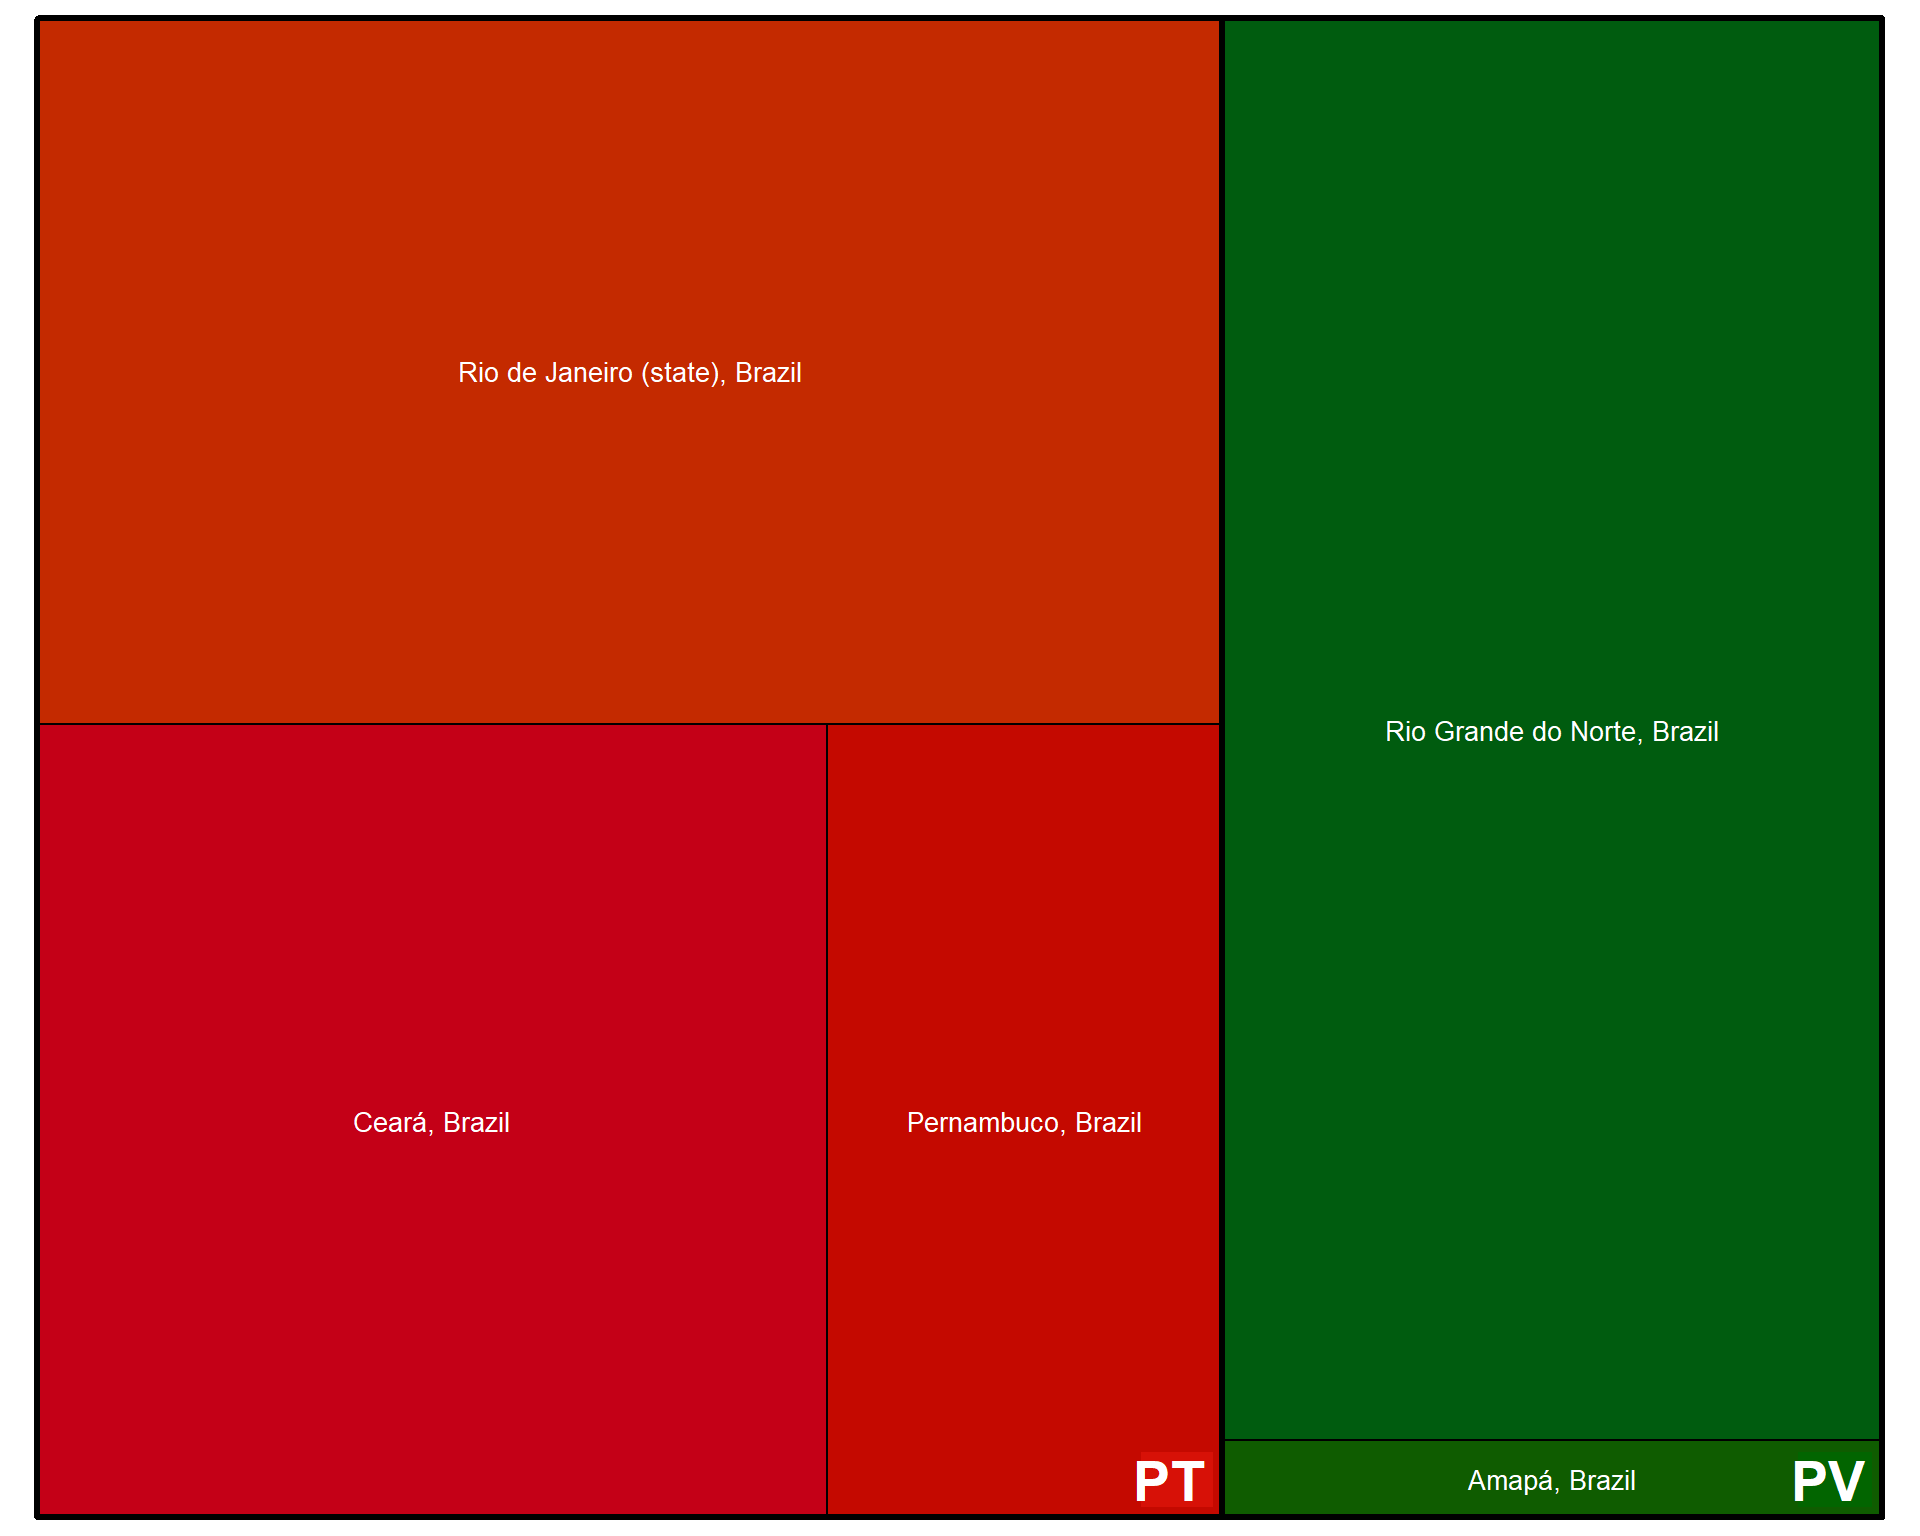 Rio de Janeiro (state), Brazil
Rio Grande do Norte, Brazil
Ceará, Brazil
Pernambuco, Brazil
PT
Amapá, Brazil
PV